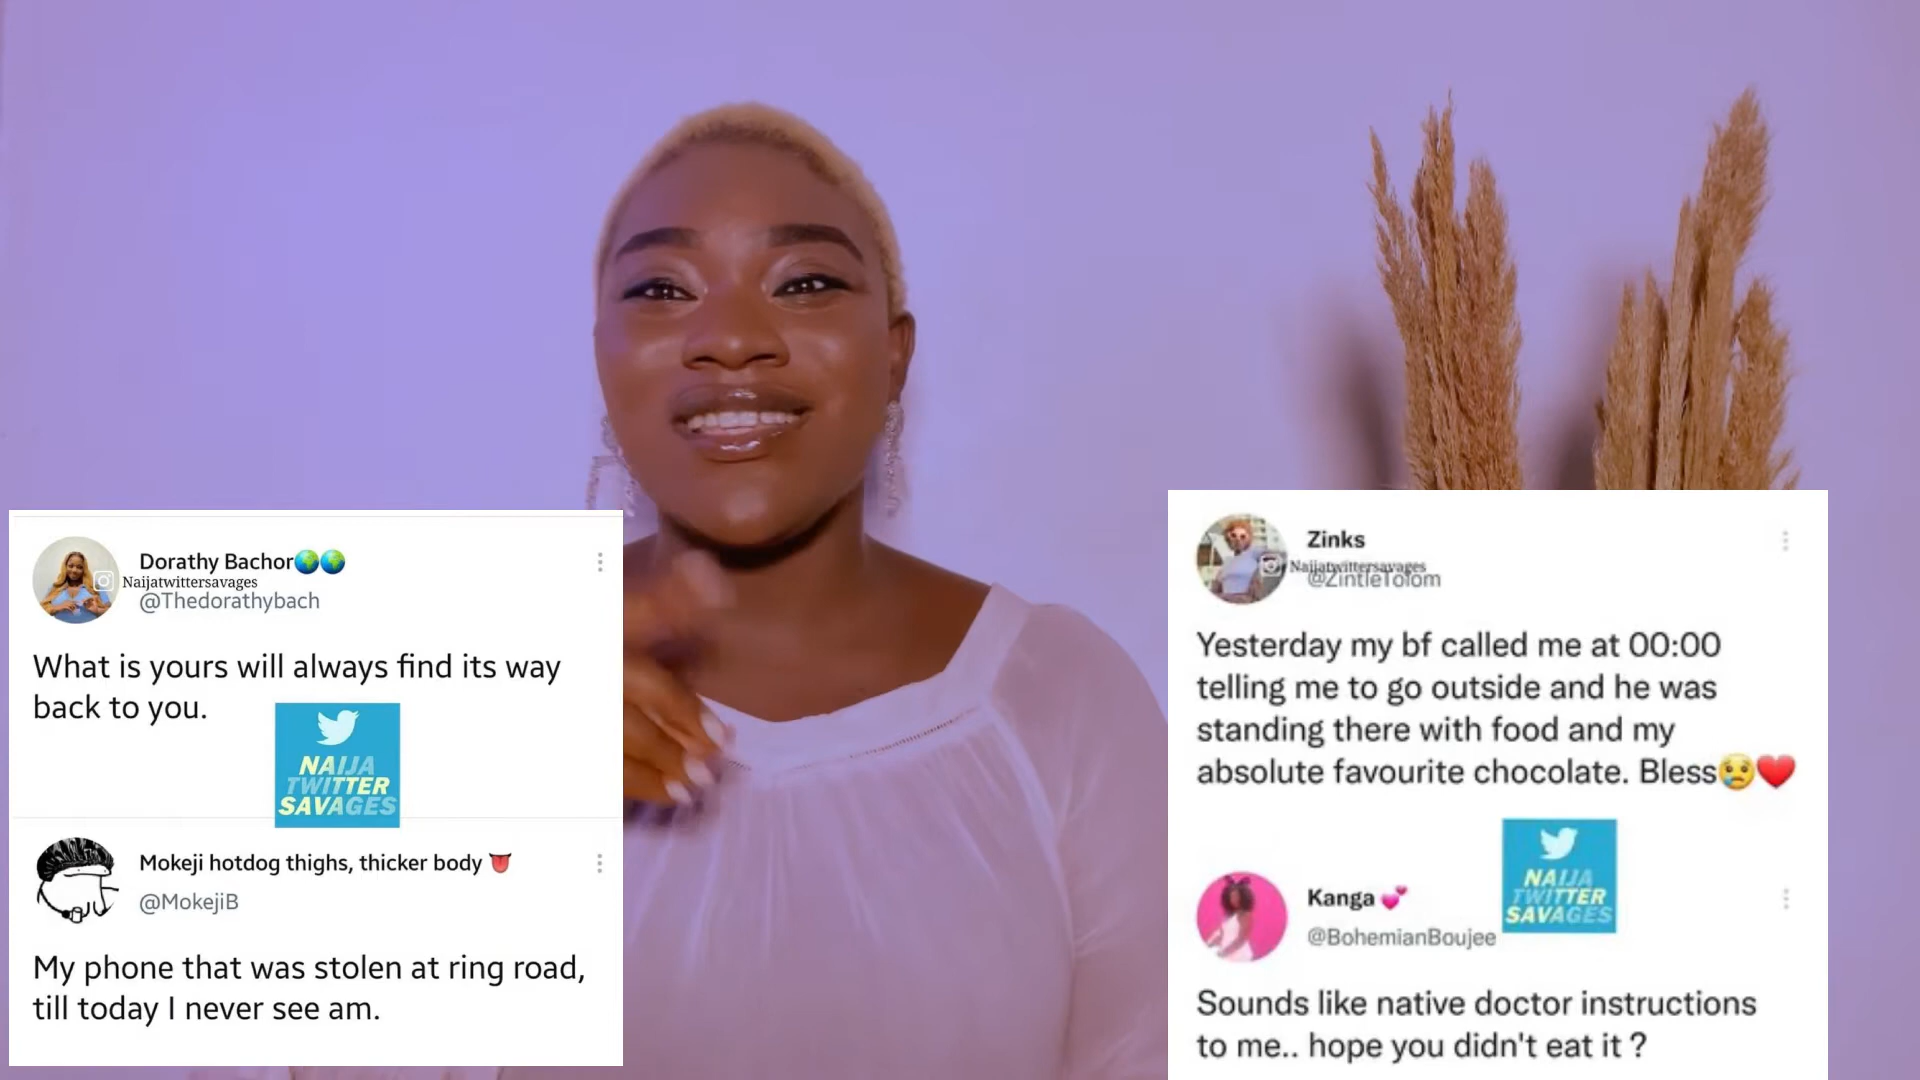 Dorathy Bachor🌍🌍
Naijatwittersavages
@Thedorathybach
What is yours will always find its way
back to you.
NAIJA
TWITTER
SAVAGES
Mokeji hotdog thighs, thicker body 👅
@MokejiB
My phone that was stolen at ring road,
till today I never see am.
Zinks
Naijatwittersavages
@ZintleTofom
Yesterday my bf called me at 00:00
telling me to go outside and he was
standing there with food and my
absolute favourite chocolate. Bless😢❤️
NAIJA
TWITTER
SAVAGES
Kanga 💕
@BohemianBoujee
Sounds like native doctor instructions
to me.. hope you didn't eat it ?